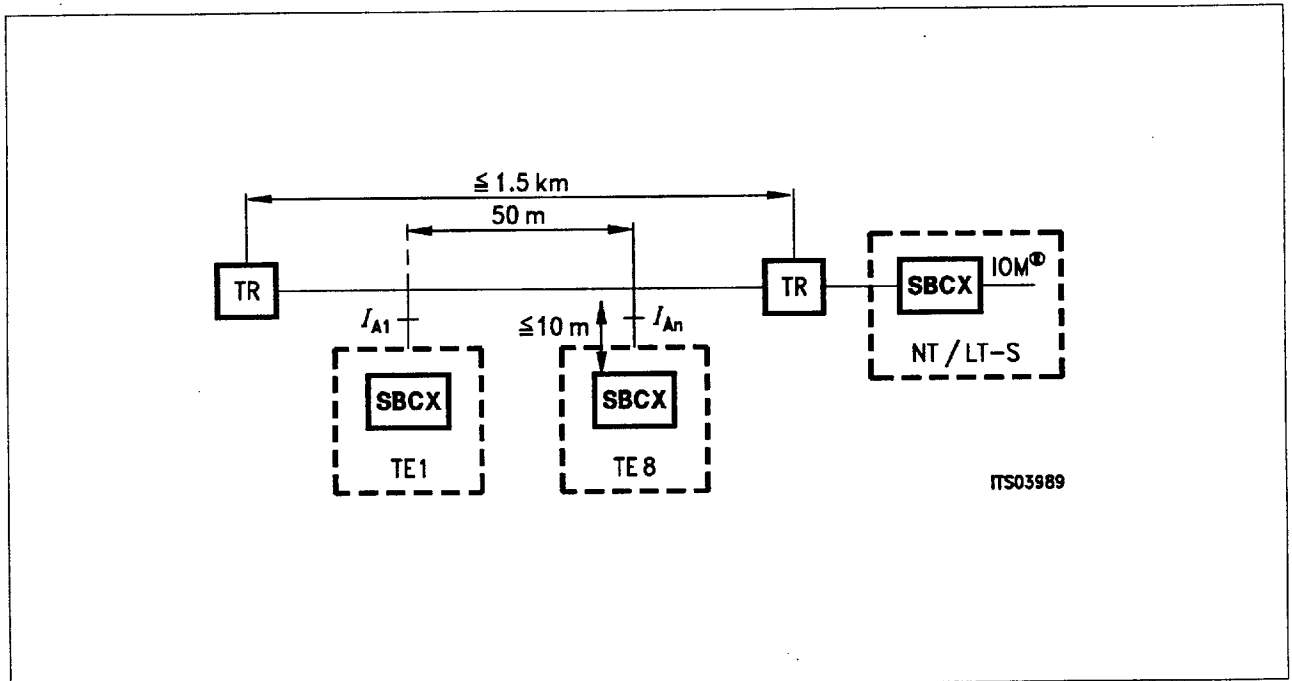 ≦ 1.5 km
50 m
TR
TR
SBCX
IOM®
I_A1
≦10 m
I_An
NT / LT-S
SBCX
SBCX
TE1
TE 8
ITS03989